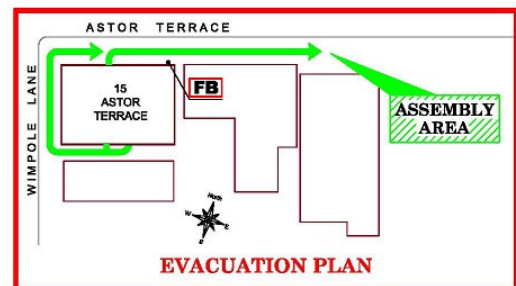 ASTOR TERRACE
WIMPOLE LANE
15
ASTOR
TERRACE
FB
ASSEMBLY
AREA
North
W
E
S
EVACUATION PLAN